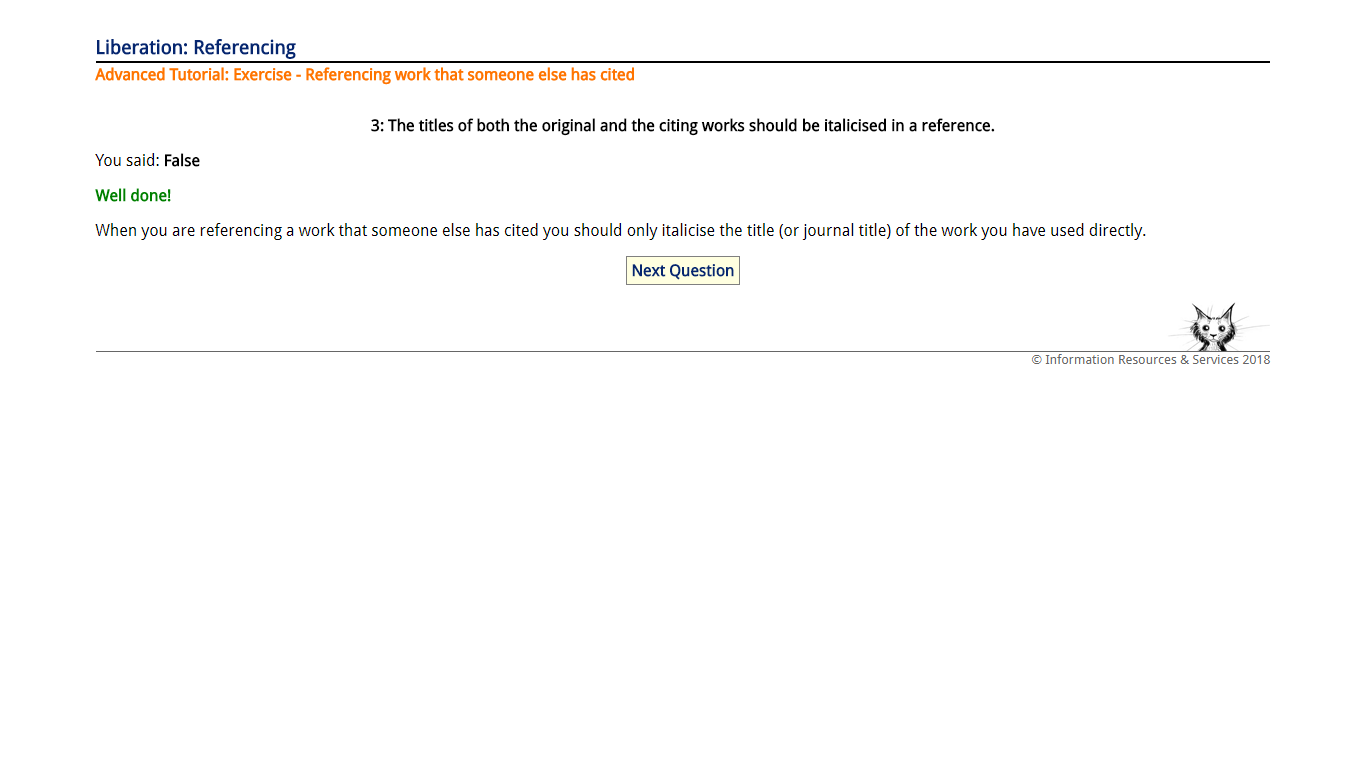 Liberation: Referencing
Advanced Tutorial: Exercise - Referencing work that someone else has cited
3: The titles of both the original and the citing works should be italicised in a reference.
You said: False
Well done!
When you are referencing a work that someone else has cited you should only italicise the title (or journal title) of the work you have used directly.
Next Question
© Information Resources & Services 2018